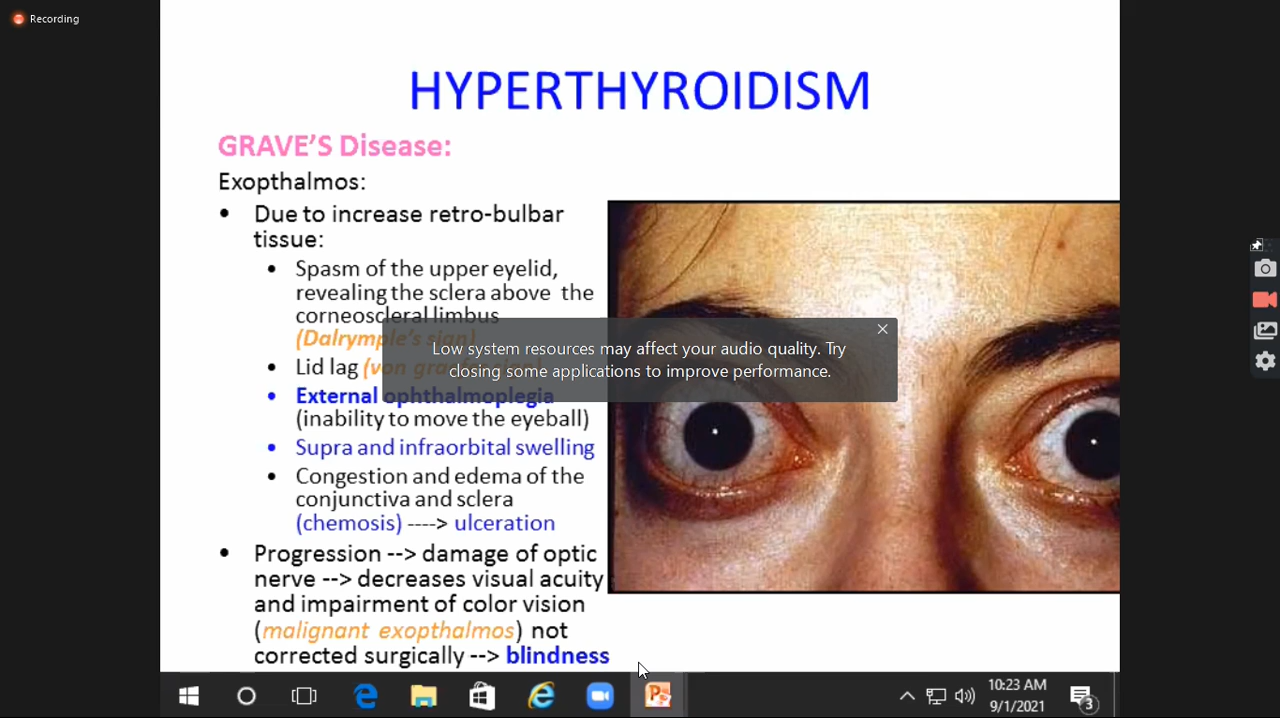 Recording
HYPERTHYROIDISM
GRAVE'S Disease:
Exopthalmos:
• Due to increase retro-bulbar
tissue:
• Spasm of the upper eyelid,
revealing the sclera above the
corneoscleral limbus
(Dalrymple's sign)
Low system resources may affect your audio quality. Try
closing some applications to improve performance.
• Lid lag (von
• External ophthalmoplegia
(inability to move the eyeball)
• Supra and infraorbital swelling
• Congestion and edema of the
conjunctiva and sclera
(chemosis) ----> ulceration
• Progression --> damage of optic
nerve --> decreases visual acuity
and impairment of color vision
(malignant exopthalmos) not
corrected surgically --> blindness
10:23 AM
9/1/2021
3